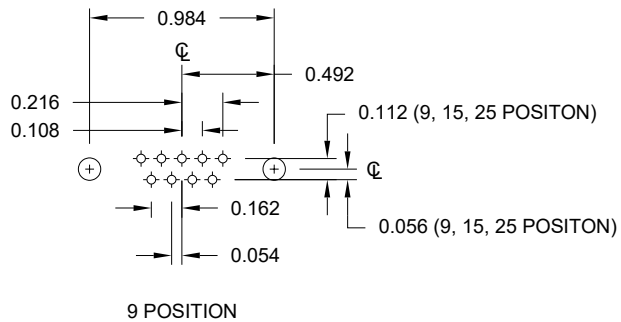 0.984
℄
0.492
0.216
0.112 (9, 15, 25 POSITON)
0.108
℄
0.162
0.056 (9, 15, 25 POSITON)
0.054
9 POSITION